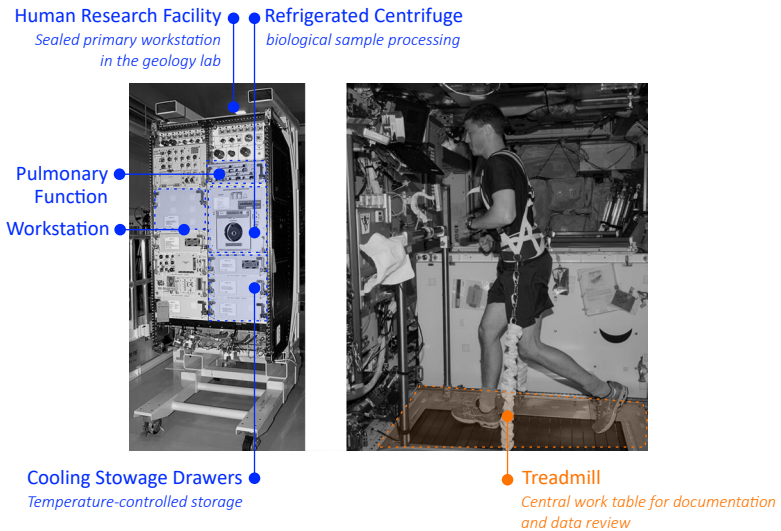 Human Research Facility
Sealed primary workstation
in the geology lab
Refrigerated Centrifuge
biological sample processing
Pulmonary
Function
Workstation
Cooling Stowage Drawers
Temperature-controlled storage
Treadmill
Central work table for documentation
and data review